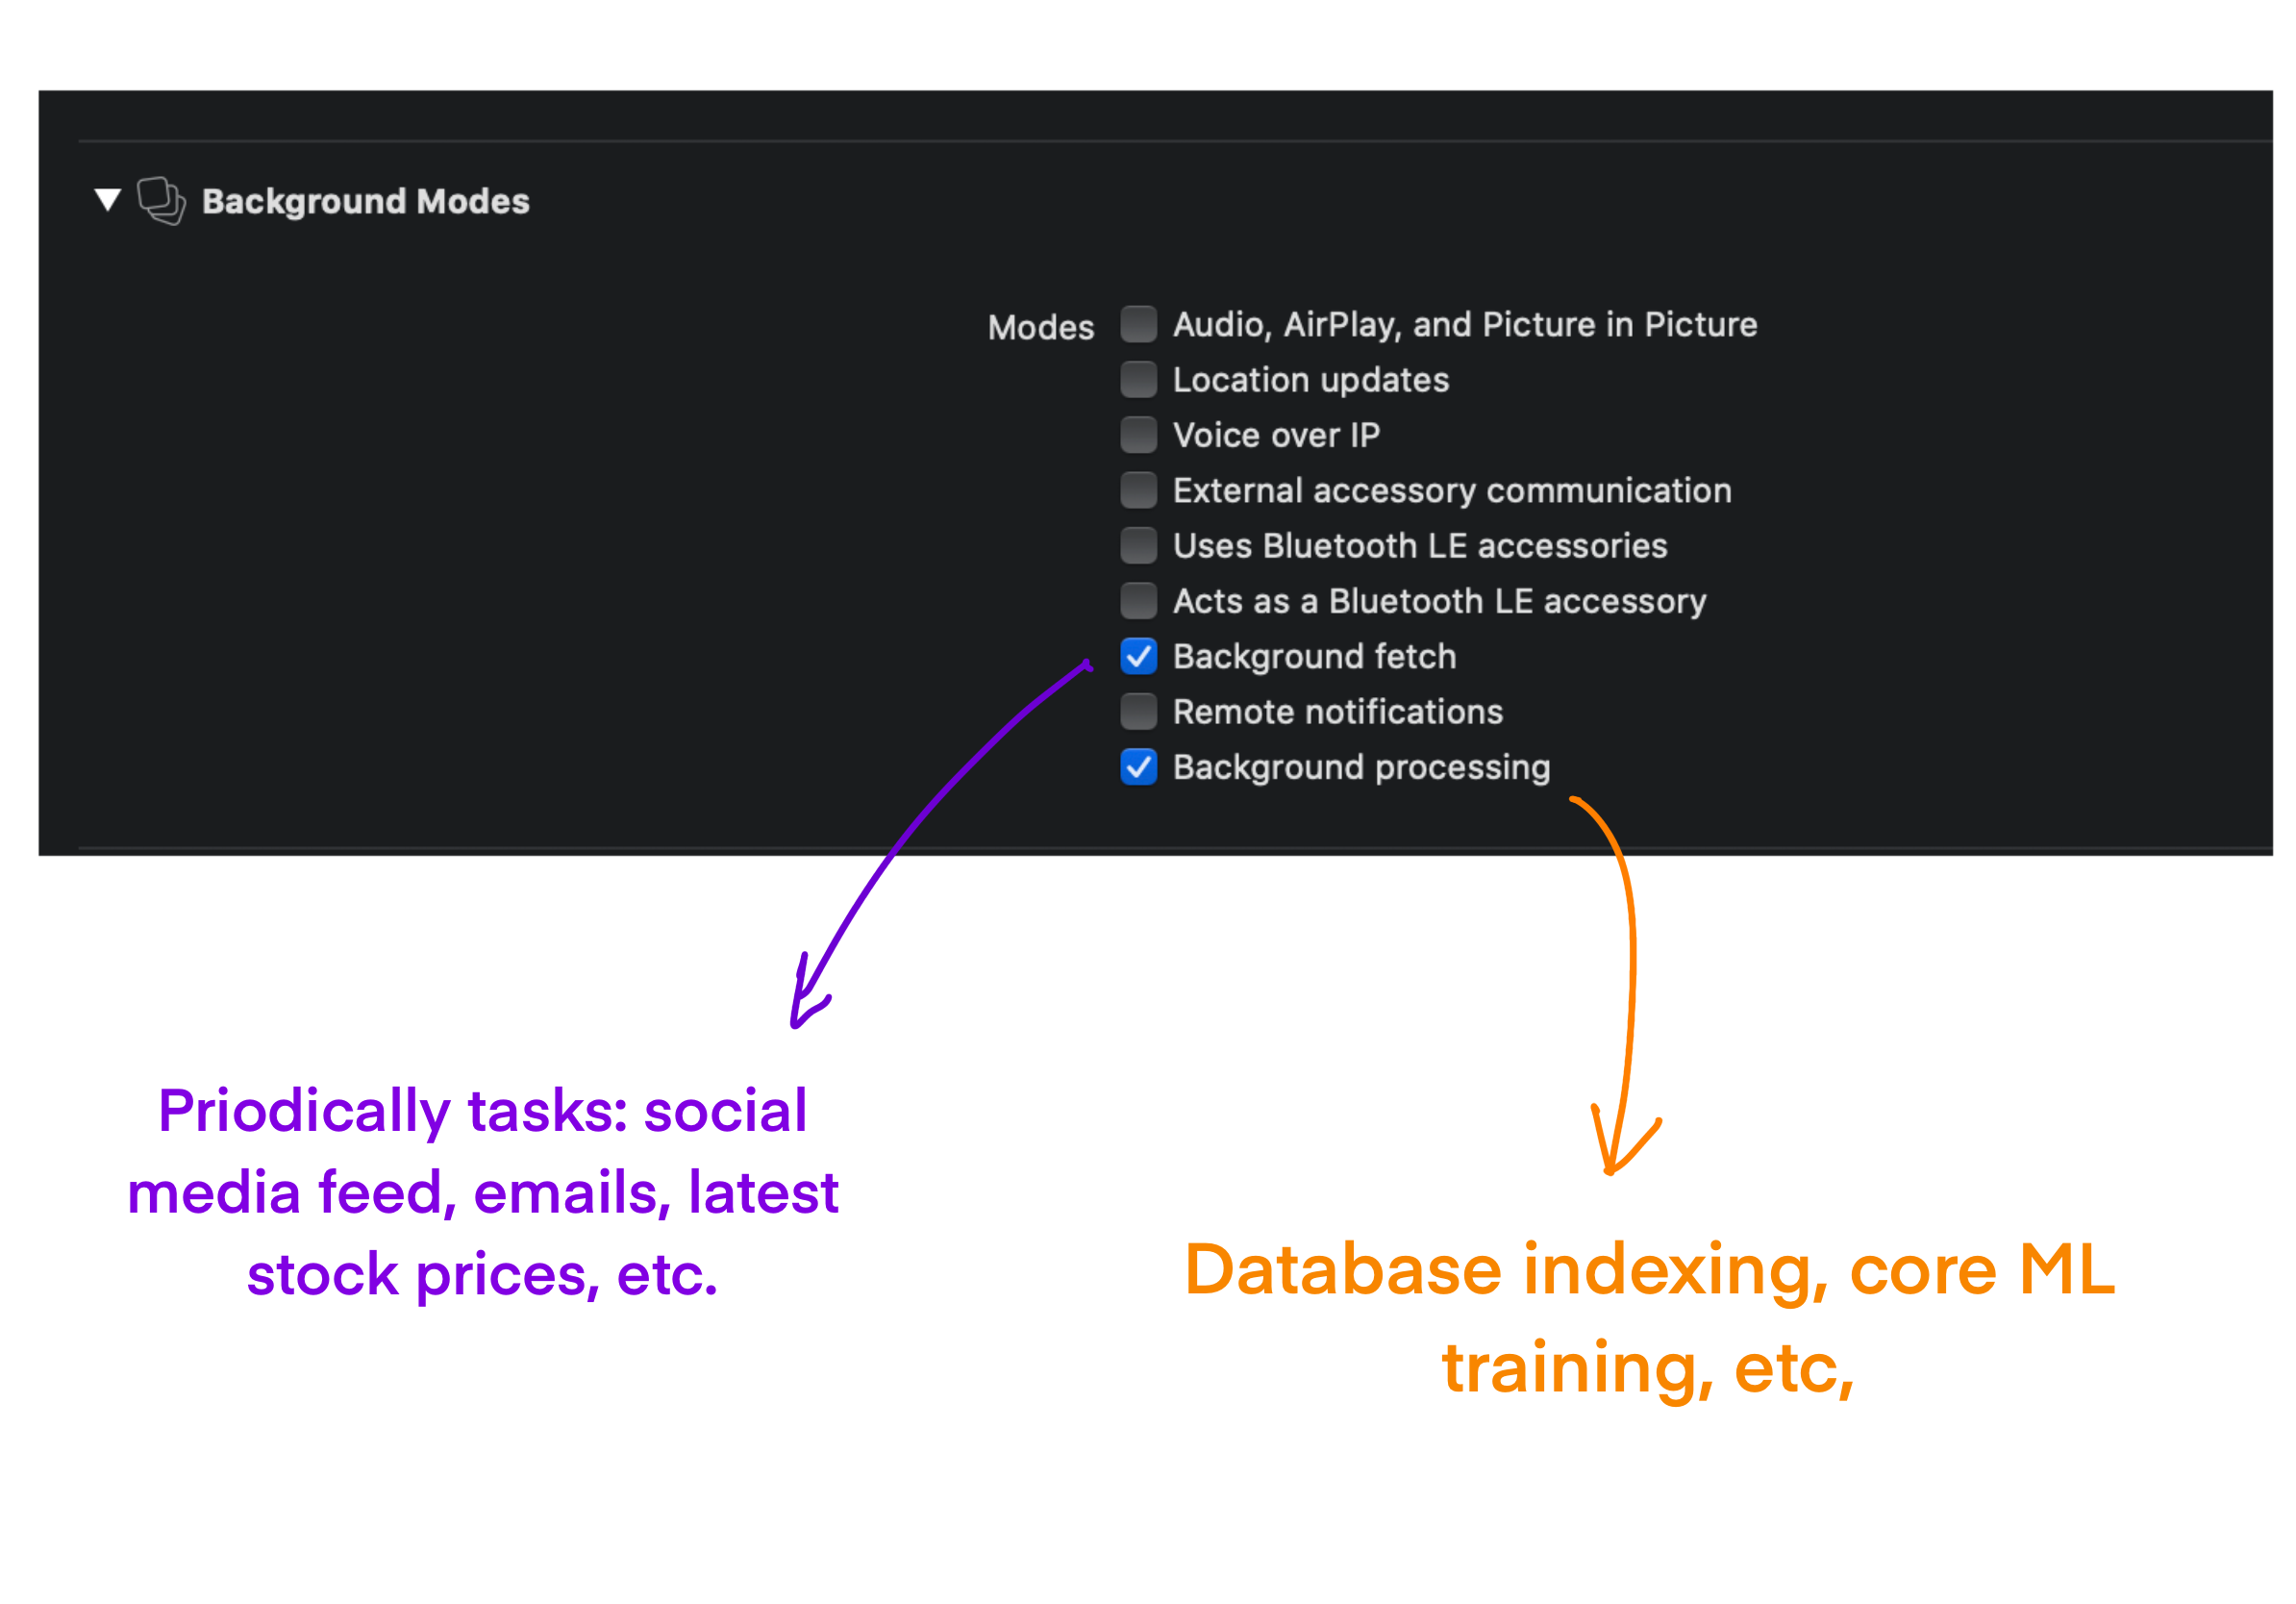 Background Modes
Modes
Audio, AirPlay, and Picture in Picture
Location updates
Voice over IP
External accessory communication
Uses Bluetooth LE accessories
Acts as a Bluetooth LE accessory
Background fetch
Remote notifications
Background processing
Priodically tasks: social
media feed, emails, latest
stock prices, etc.
Database indexing, core ML
training, etc,